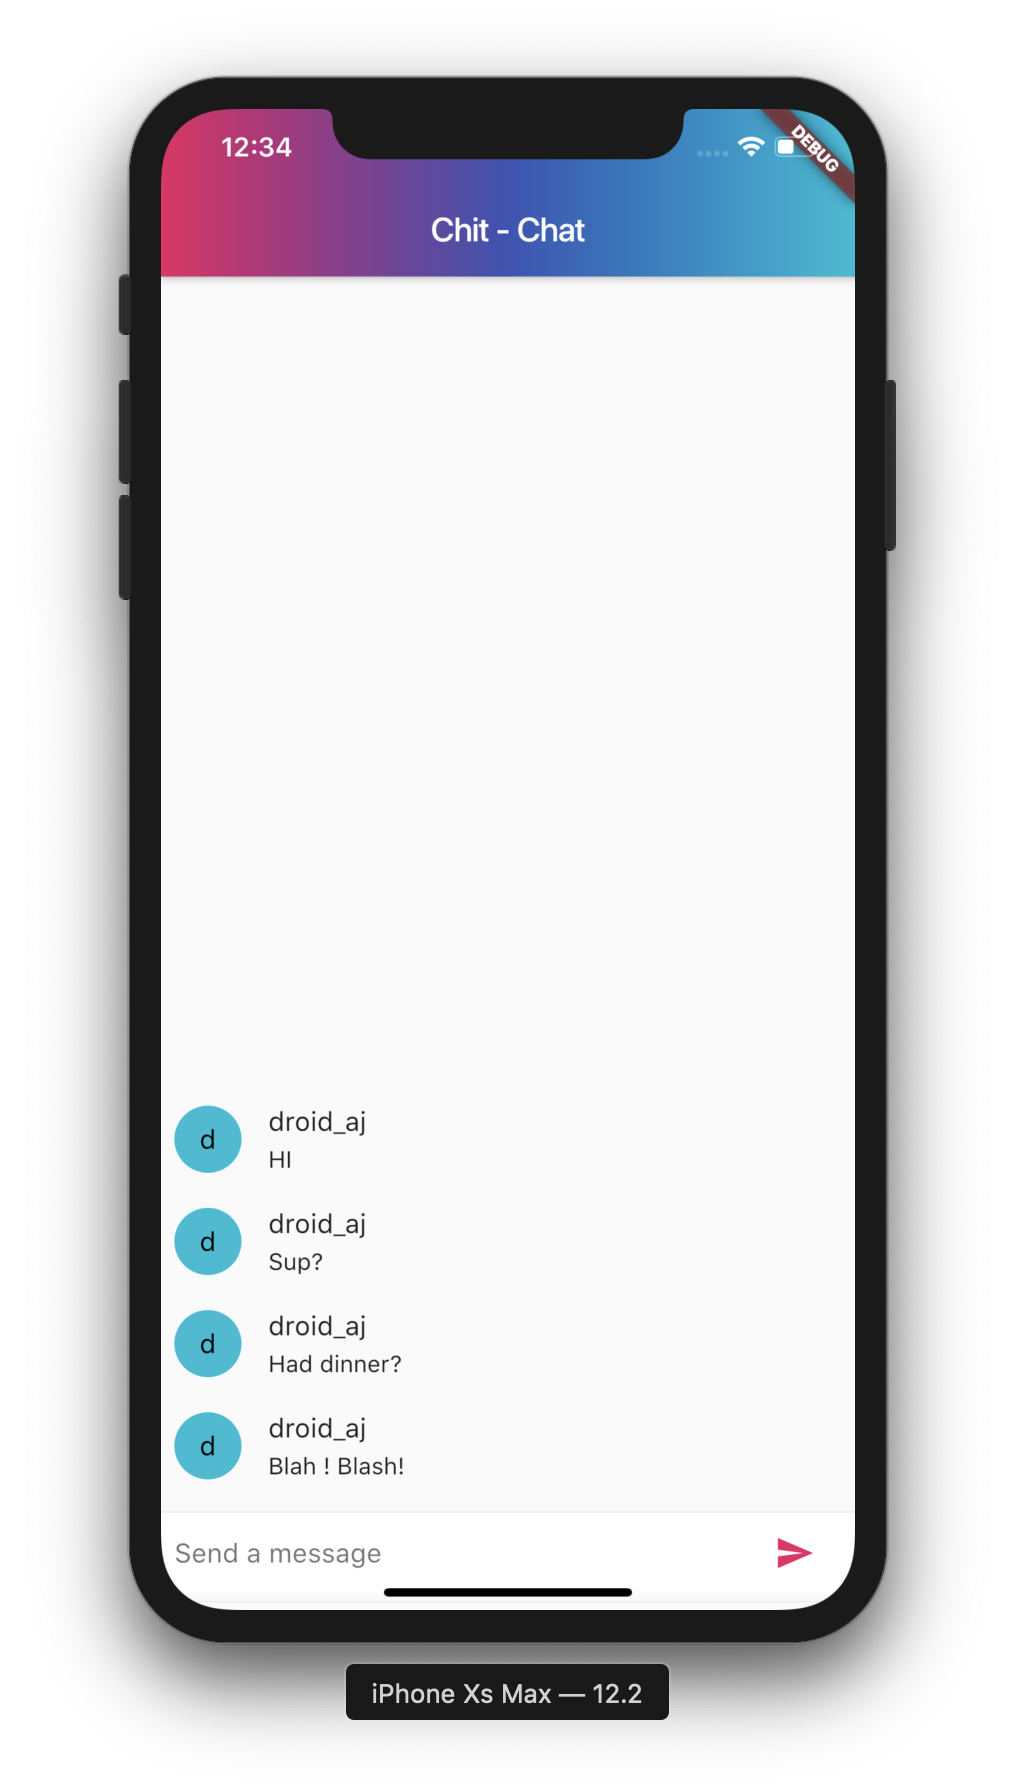 12:34
DEBUG
Chit - Chat
d
droid_aj
HI
d
droid_aj
Sup?
d
droid_aj
Had dinner?
d
droid_aj
Blah ! Blash!
Send a message
iPhone Xs Max — 12.2